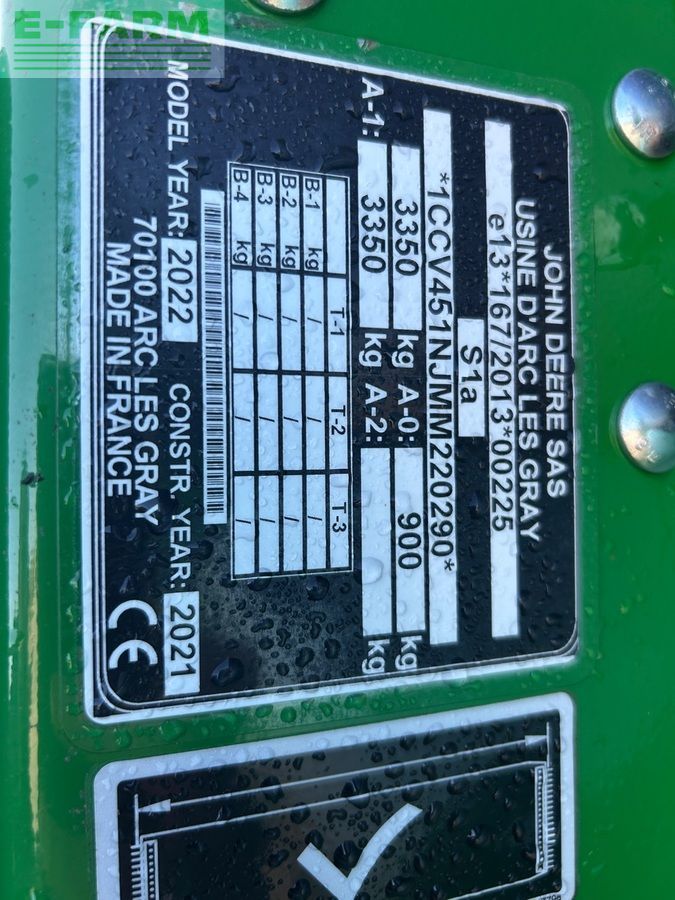 E-FARM
JOHN DEERE SAS
USINE D'ARC LES GRAY
e13*167/2013*00225
S1a
*1CCV451NJMM220290*
3350 kg A-0: 900 kg
A-1: 3350 kg A-2: kg
T-1 T-2 T-3
B-1 kg / / /
B-2 kg / / /
B-3 kg / / /
B-4 kg / / /
MODEL YEAR: 2022 CONSTR. YEAR: 2021
70100 ARC LES GRAY
MADE IN FRANCE
CE